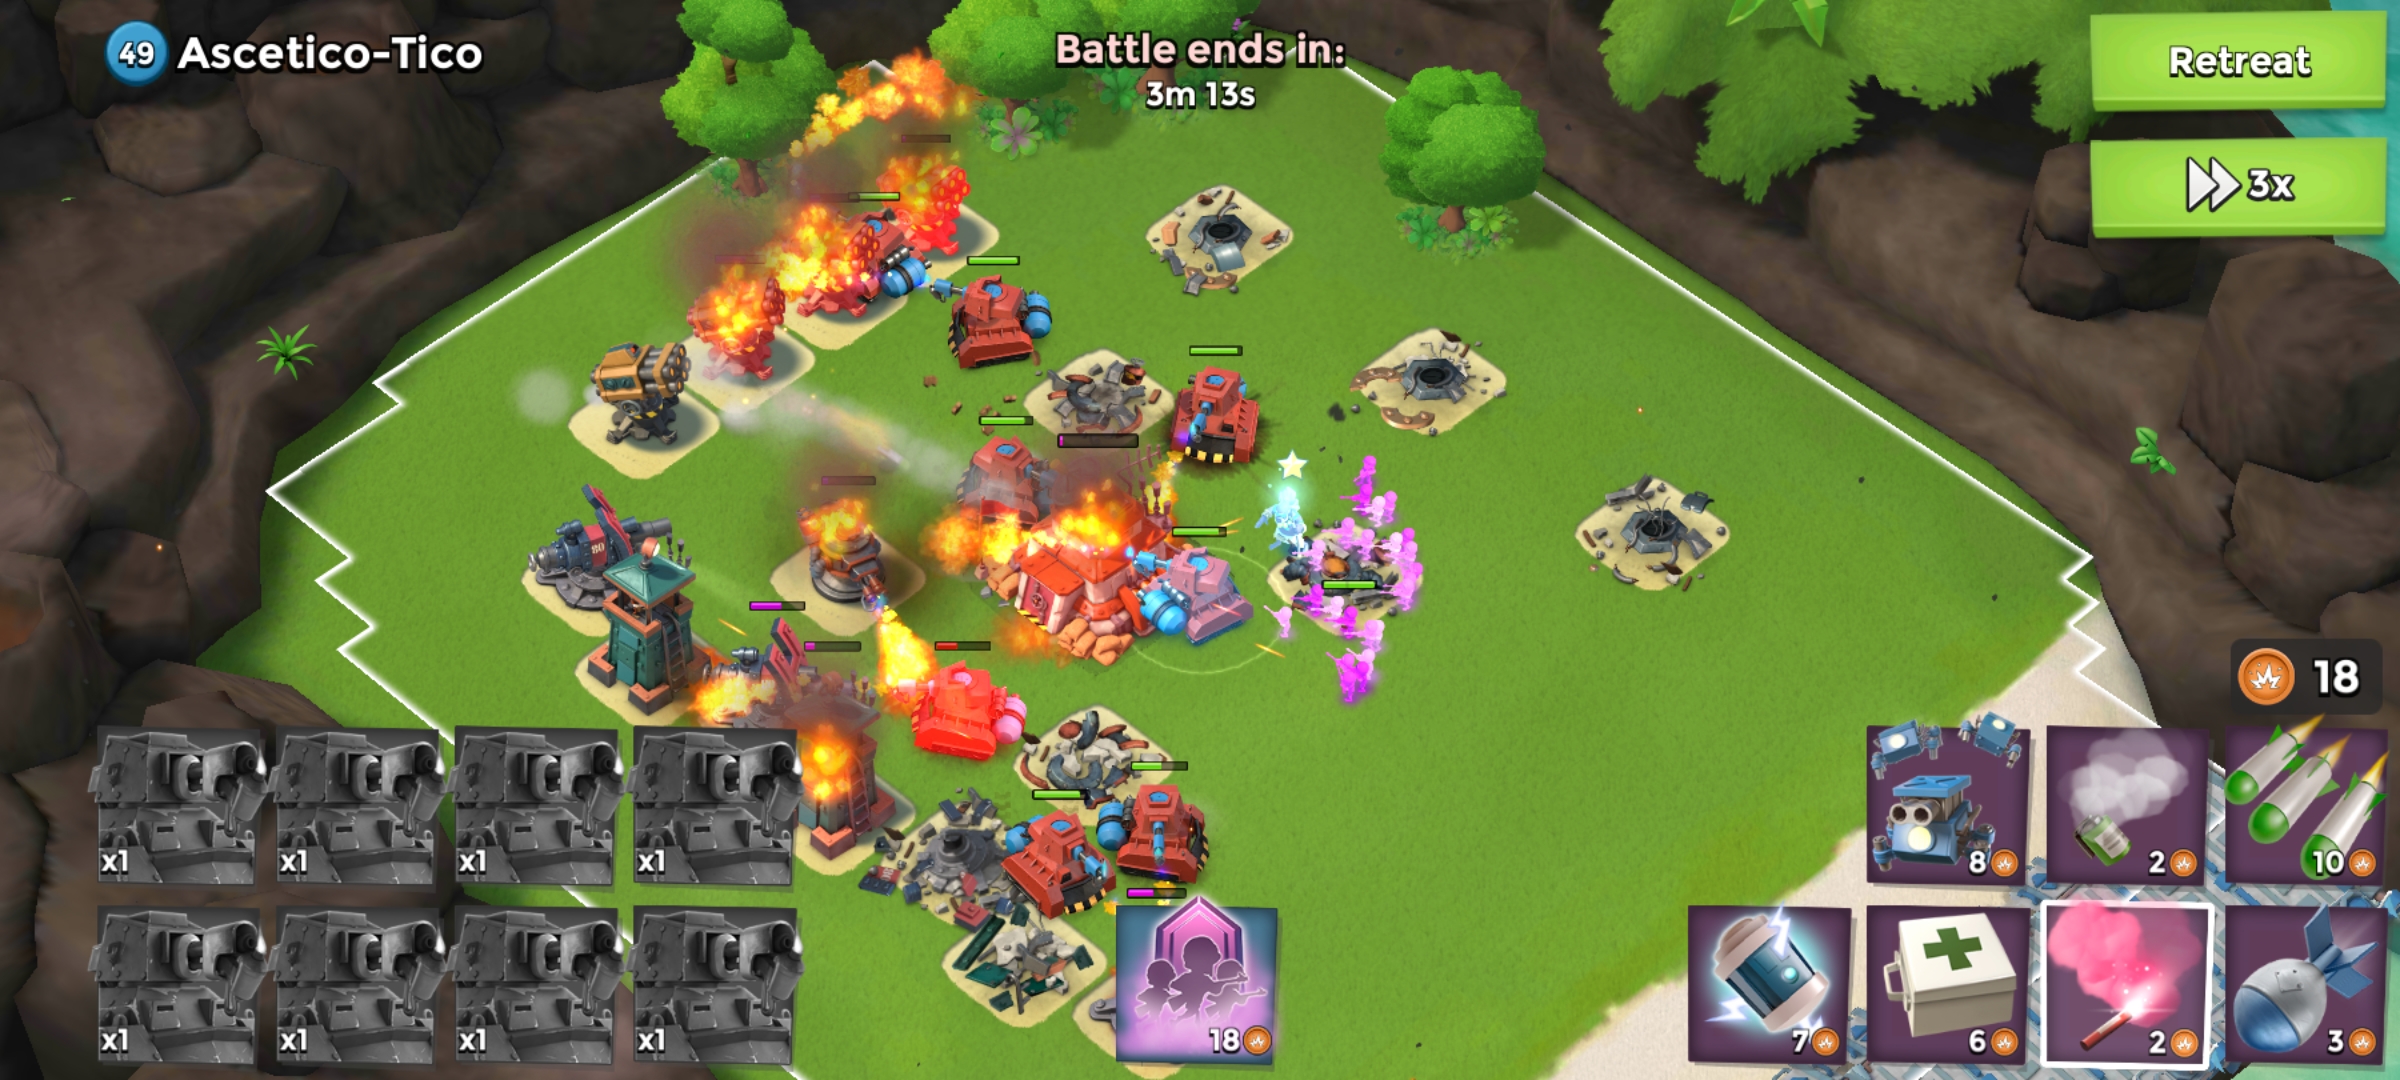 49 Ascetico-Tico
Battle ends in:
3m 13s
Retreat
3x
80
18
8
2
10
x1
x1
x1
x1
x1
x1
x1
x1
18
7
6
2
3